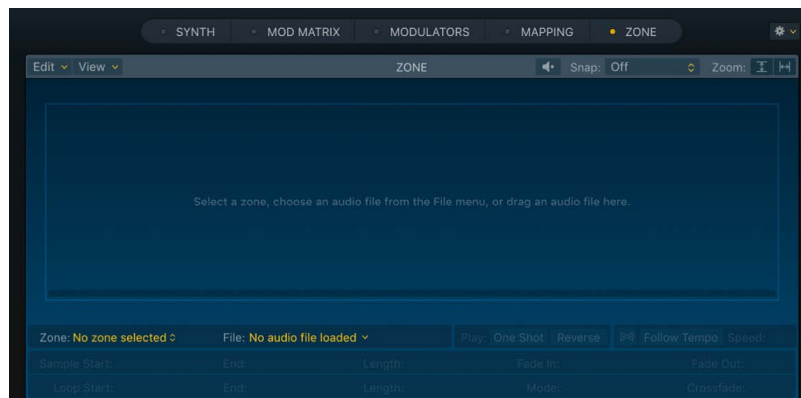 SYNTH MOD MATRIX MODULATORS MAPPING ZONE
Edit View ZONE Snap: Off Zoom:
Select a zone, choose an audio file from the File menu, or drag an audio file here.
Zone: No zone selected File: No audio file loaded Play: One Shot Reverse Follow Tempo Speed:
Sample Start: End: Length: Fade In: Fade Out:
Loop Start: End: Length: Mode: Crossfade: